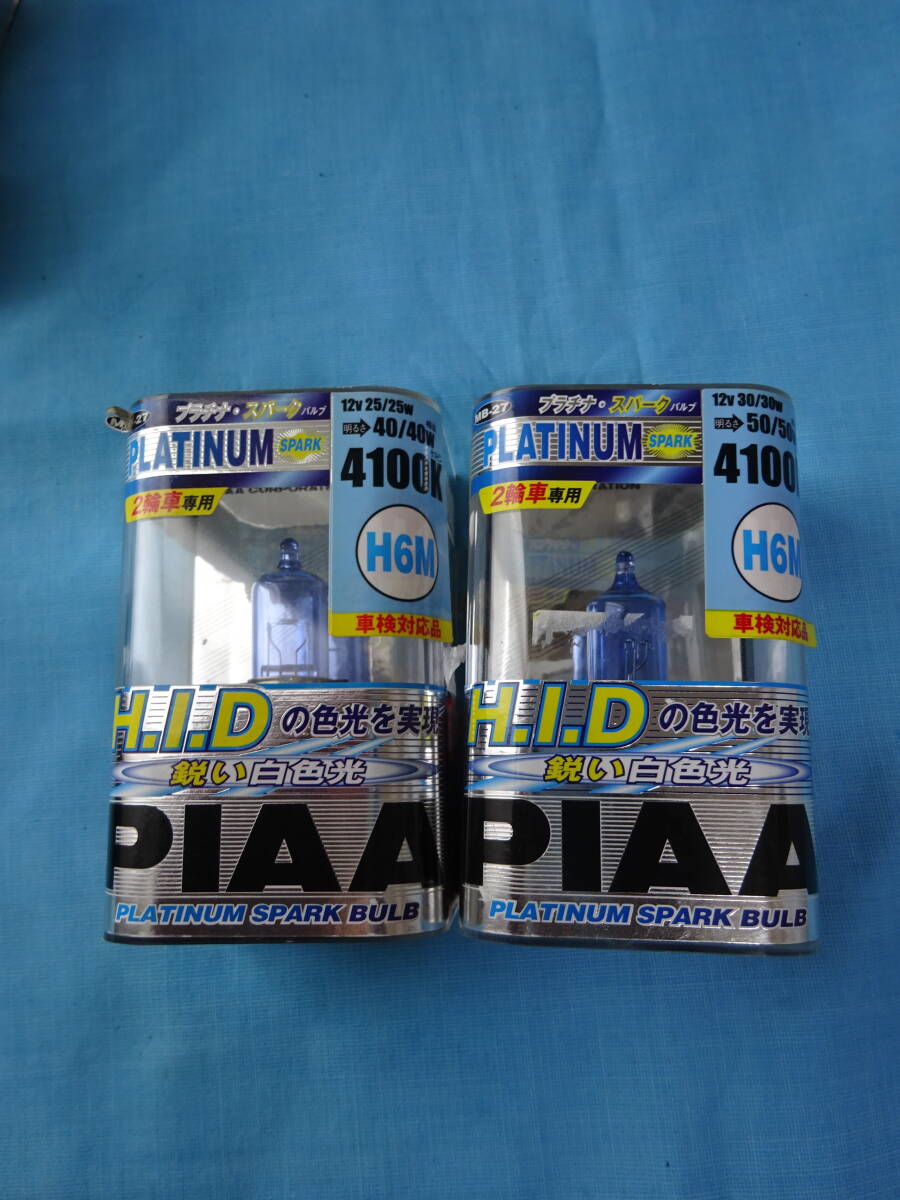 MB-27
プラチナ・スパークバルブ
PLATINUM SPARK
2輪車専用
12v 25/25w
明るさ 40/40w
4100K
H6M
車検対応品
H.I.Dの色光を実現
鋭い白色光
PIAA
PLATINUM SPARK BULB
MB-27
プラチナ・スパークバルブ
PLATINUM SPARK
2輪車専用
12v 30/30w
明るさ 50/50
4100
H6M
車検対応品
H.I.Dの色光を実現
鋭い白色光
PIAA
PLATINUM SPARK BULB